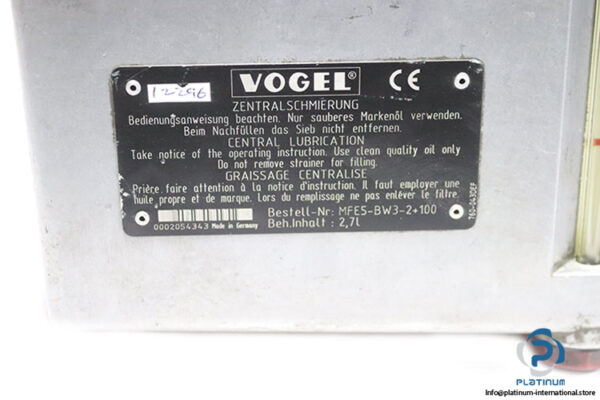 12296
VOGEL® CE
ZENTRALSCHMIERUNG
Bedienungsanweisung beachten. Nur sauberes Markenöl verwenden.
Beim Nachfüllen das Sieb nicht entfernen.
CENTRAL LUBRICATION
Take notice of the operating instruction. Use clean quality oil only
Do not remove strainer for filling.
GRAISSAGE CENTRALISE
Prière faire attention à la notice d'instruction. Il faut employer une
huile propre et de marque. Lors du remplissage ne pas enlever le filtre.
Bestell-Nr: MFE5-BW3-2+100
0002054343 Made in Germany
Beh.Inhalt : 2,7l
PLATINUM
Info@platinum-international.store